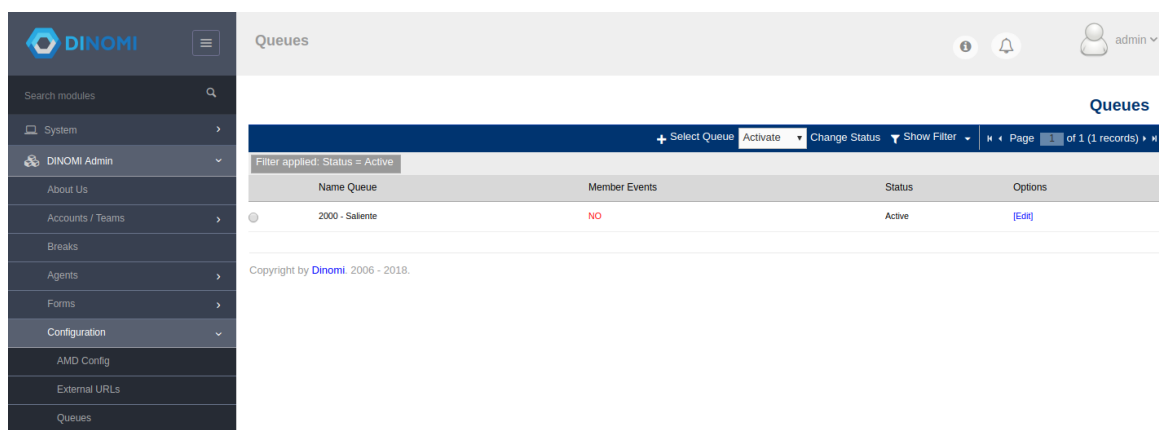 DINOMI
Queues
admin
Search modules
System
DINOMI Admin
About Us
Accounts / Teams
Breaks
Agents
Forms
Configuration
AMD Config
External URLs
Queues
Queues
Select Queue Activate Change Status Show Filter Page 1 of 1 (1 records)
Filter applied: Status = Active
Name Queue Member Events Status Options
2000 - Saliente NO Active [Edit]
Copyright by Dinomi. 2006 - 2018.